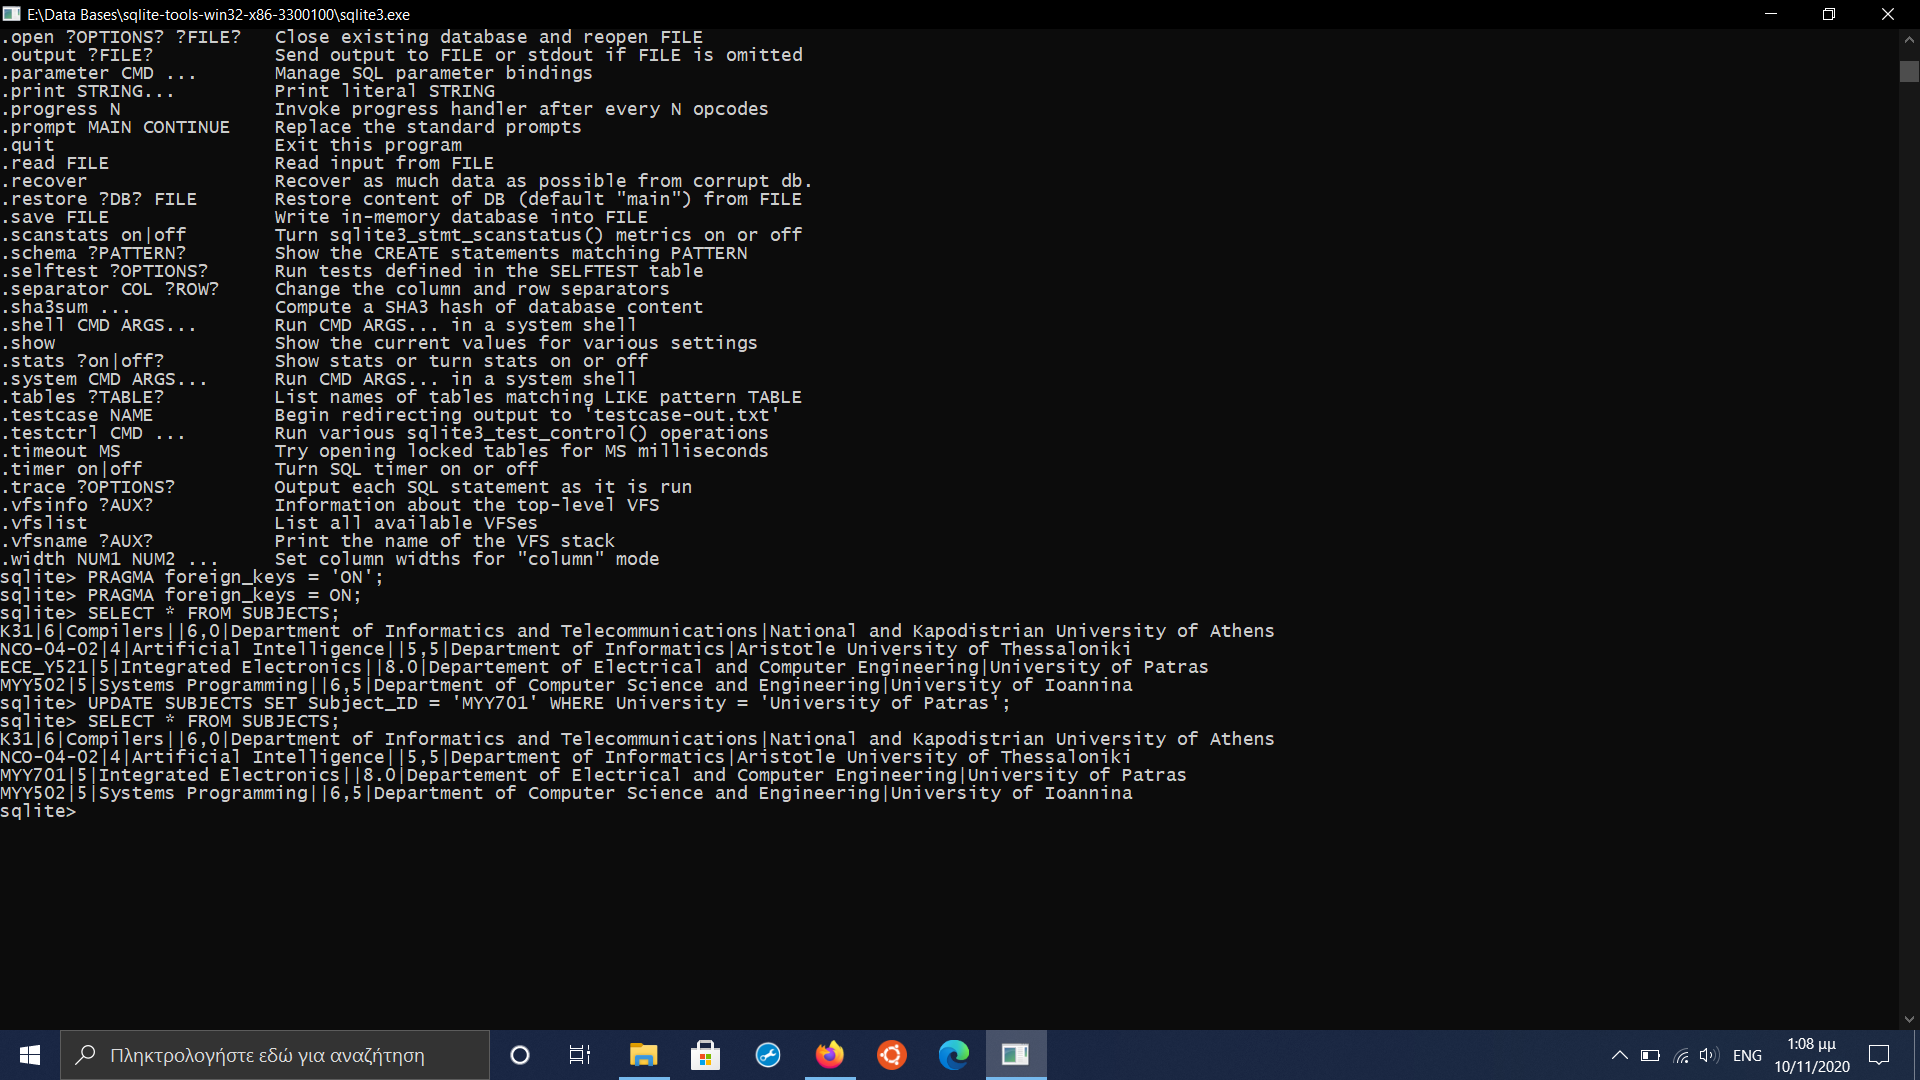 E:\Data Bases\sqlite-tools-win32-x86-3300100\sqlite3.exe
.open ?OPTIONS? ?FILE?   Close existing database and reopen FILE
.output ?FILE?           Send output to FILE or stdout if FILE is omitted
.parameter CMD ...       Manage SQL parameter bindings
.print STRING...         Print literal STRING
.progress N              Invoke progress handler after every N opcodes
.prompt MAIN CONTINUE    Replace the standard prompts
.quit                    Exit this program
.read FILE               Read input from FILE
.recover                 Recover as much data as possible from corrupt db.
.restore ?DB? FILE       Restore content of DB (default "main") from FILE
.save FILE               Write in-memory database into FILE
.scanstats on|off        Turn sqlite3_stmt_scanstatus() metrics on or off
.schema ?PATTERN?        Show the CREATE statements matching PATTERN
.selftest ?OPTIONS?      Run tests defined in the SELFTEST table
.separator COL ?ROW?     Change the column and row separators
.sha3sum ...             Compute a SHA3 hash of database content
.shell CMD ARGS...       Run CMD ARGS... in a system shell
.show                    Show the current values for various settings
.stats ?on|off?          Show stats or turn stats on or off
.system CMD ARGS...      Run CMD ARGS... in a system shell
.tables ?TABLE?          List names of tables matching LIKE pattern TABLE
.testcase NAME           Begin redirecting output to 'testcase-out.txt'
.testctrl CMD ...        Run various sqlite3_test_control() operations
.timeout MS              Try opening locked tables for MS milliseconds
.timer on|off            Turn SQL timer on or off
.trace ?OPTIONS?         Output each SQL statement as it is run
.vfsinfo ?AUX?           Information about the top-level VFS
.vfslist                 List all available VFSes
.vfsname ?AUX?           Print the name of the VFS stack
.width NUM1 NUM2 ...     Set column widths for "column" mode
sqlite> PRAGMA foreign_keys = 'ON';
sqlite> PRAGMA foreign_keys = ON;
sqlite> SELECT * FROM SUBJECTS;
K31|6|Compilers||6,0|Department of Informatics and Telecommunications|National and Kapodistrian University of Athens
NCO-04-02|4|Artificial Intelligence||5,5|Department of Informatics|Aristotle University of Thessaloniki
ECE_Y521|5|Integrated Electronics||8.0|Departement of Electrical and Computer Engineering|University of Patras
MYY502|5|Systems Programming||6,5|Department of Computer Science and Engineering|University of Ioannina
sqlite> UPDATE SUBJECTS SET Subject_ID = 'MYY701' WHERE University = 'University of Patras';
sqlite> SELECT * FROM SUBJECTS;
K31|6|Compilers||6,0|Department of Informatics and Telecommunications|National and Kapodistrian University of Athens
NCO-04-02|4|Artificial Intelligence||5,5|Department of Informatics|Aristotle University of Thessaloniki
MYY701|5|Integrated Electronics||8.0|Departement of Electrical and Computer Engineering|University of Patras
MYY502|5|Systems Programming||6,5|Department of Computer Science and Engineering|University of Ioannina
sqlite>
Πληκτρολογήστε εδώ για αναζήτηση
ENG
1:08 μμ
10/11/2020